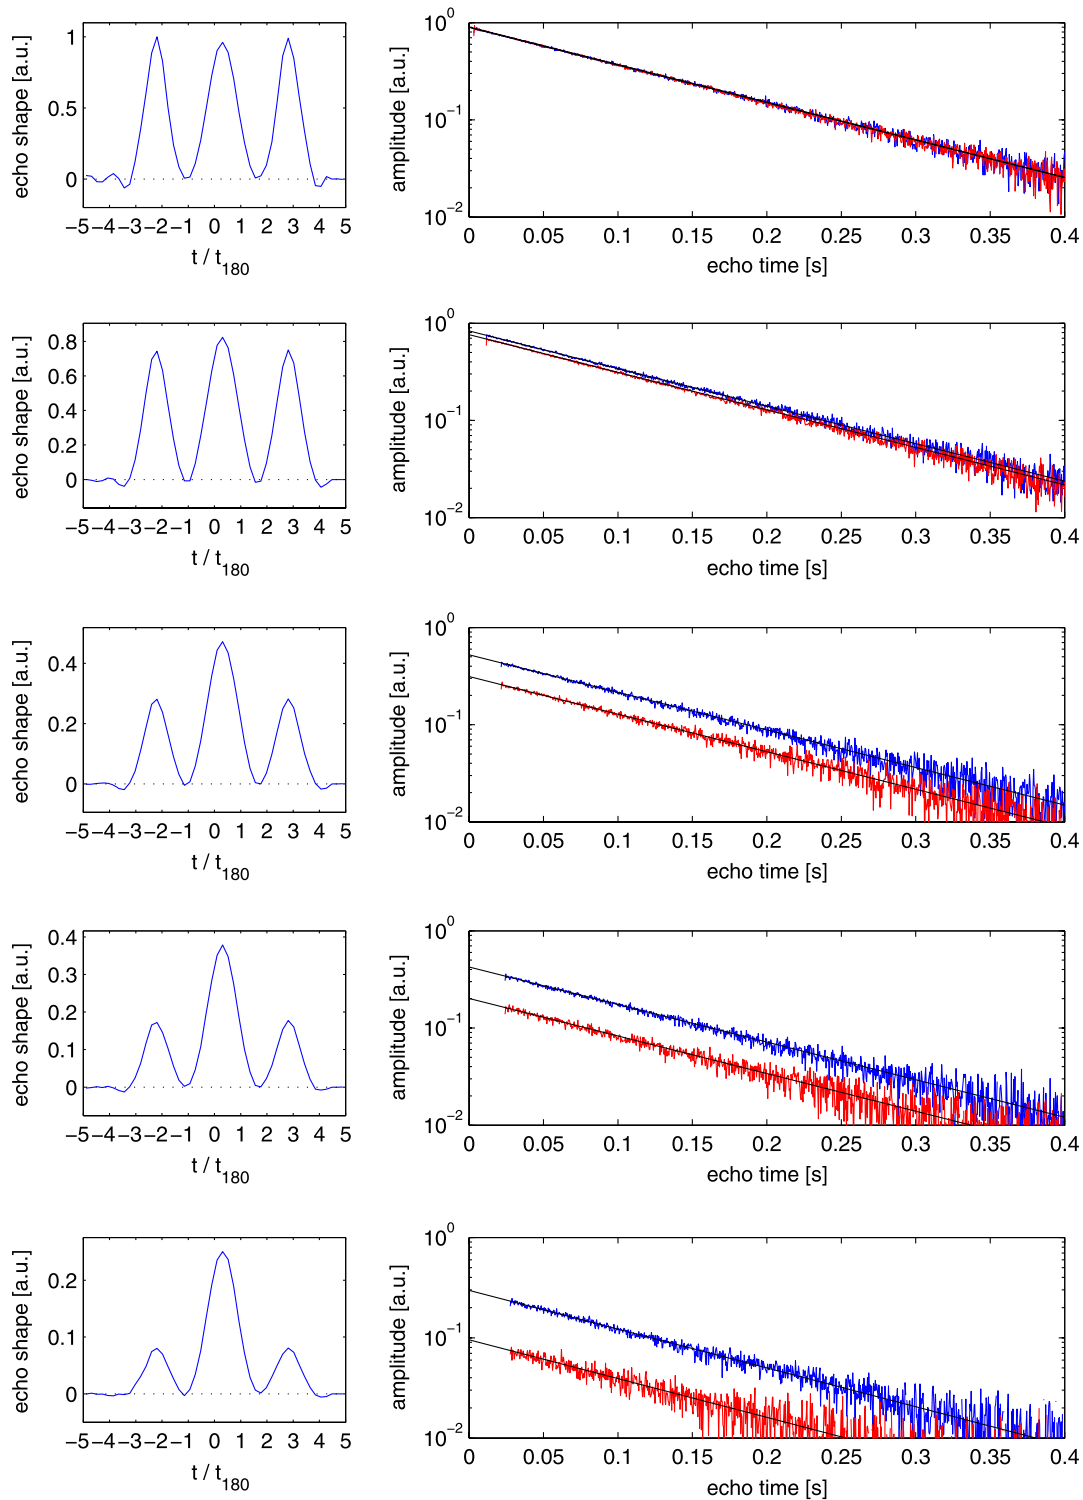 echo shape [a.u.]
1
0.5
0
−5 −4 −3 −2 −1 0 1 2 3 4 5
t / t180
amplitude [a.u.]
10^0
10^−1
10^−2
0 0.05 0.1 0.15 0.2 0.25 0.3 0.35 0.4
echo time [s]
echo shape [a.u.]
0.8
0.6
0.4
0.2
0
−5 −4 −3 −2 −1 0 1 2 3 4 5
t / t180
amplitude [a.u.]
10^0
10^−1
10^−2
0 0.05 0.1 0.15 0.2 0.25 0.3 0.35 0.4
echo time [s]
echo shape [a.u.]
0.4
0.2
0
−5 −4 −3 −2 −1 0 1 2 3 4 5
t / t180
amplitude [a.u.]
10^0
10^−1
10^−2
0 0.05 0.1 0.15 0.2 0.25 0.3 0.35 0.4
echo time [s]
echo shape [a.u.]
0.4
0.3
0.2
0.1
0
−5 −4 −3 −2 −1 0 1 2 3 4 5
t / t180
amplitude [a.u.]
10^0
10^−1
10^−2
0 0.05 0.1 0.15 0.2 0.25 0.3 0.35 0.4
echo time [s]
echo shape [a.u.]
0.2
0.1
0
−5 −4 −3 −2 −1 0 1 2 3 4 5
t / t180
amplitude [a.u.]
10^0
10^−1
10^−2
0 0.05 0.1 0.15 0.2 0.25 0.3 0.35 0.4
echo time [s]